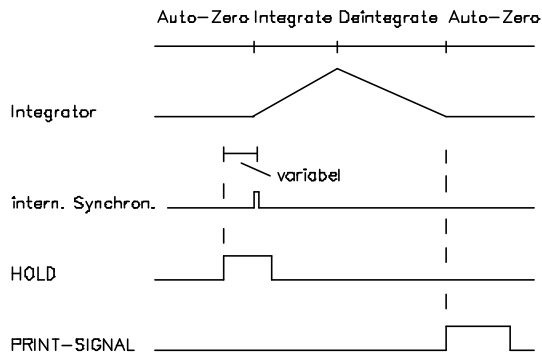 Auto-Zero Integrate Deintegrate Auto-Zero
Integrator
variabel
intern. Synchron.
HOLD
PRINT-SIGNAL